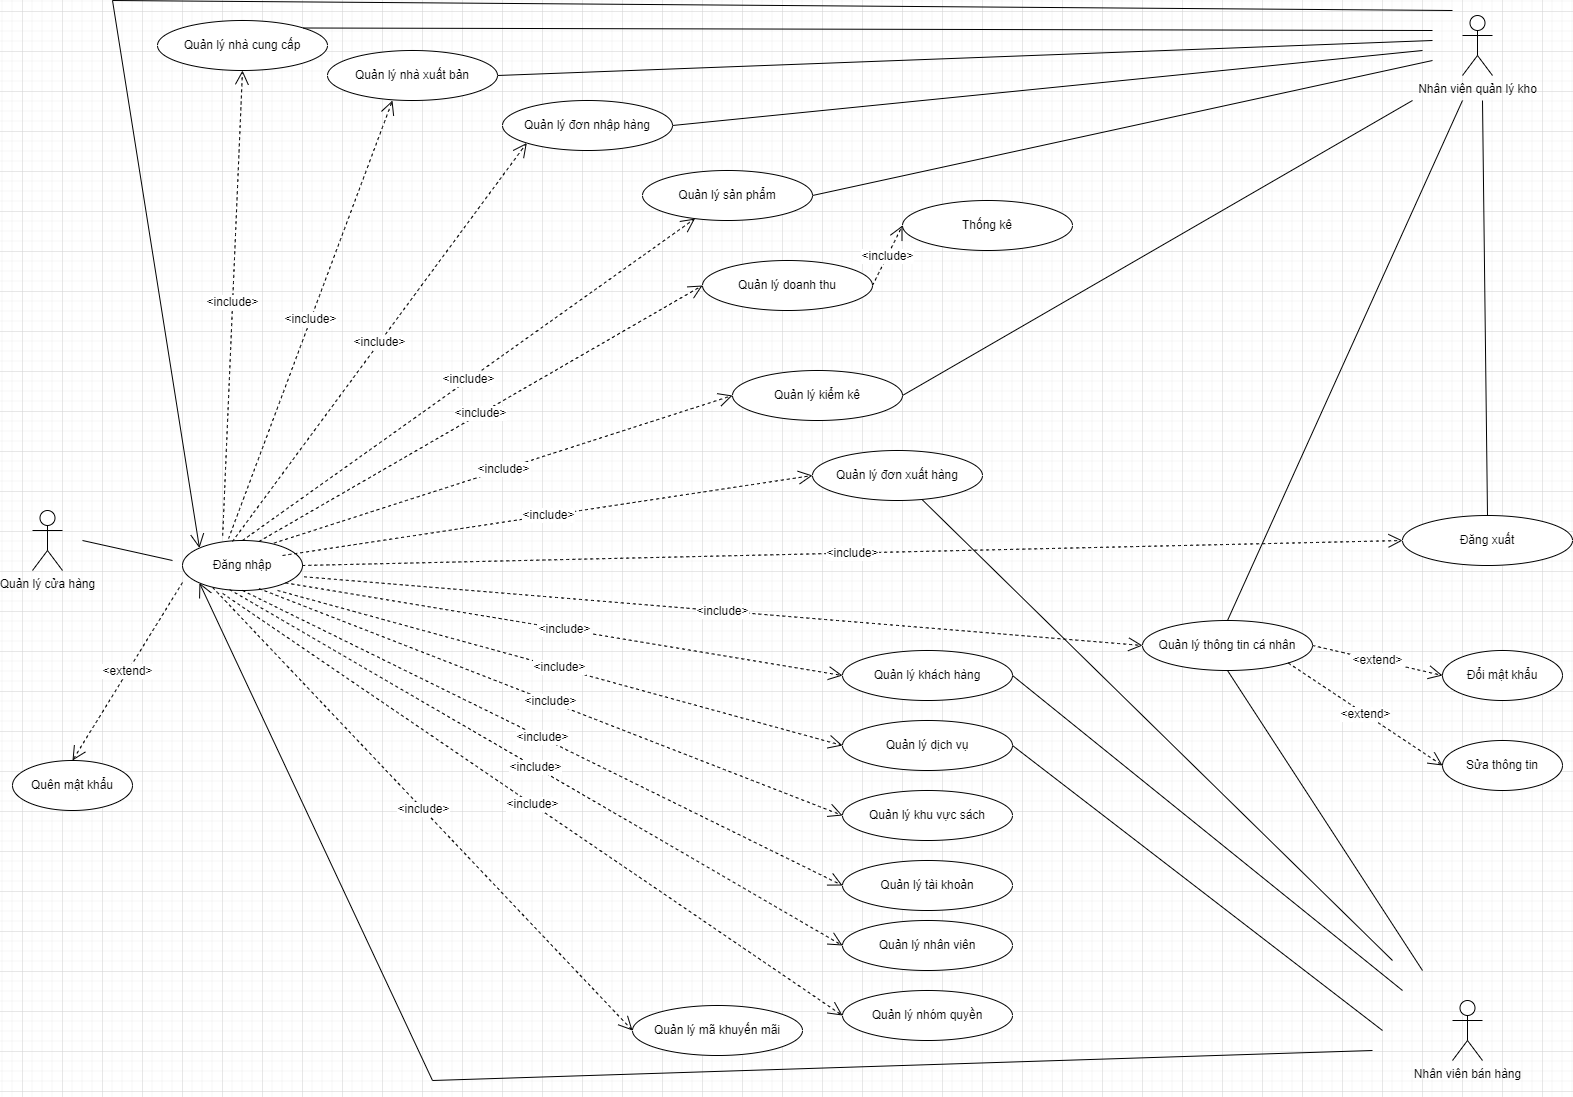 Quản lý nhà cung cấp
Quản lý nhà xuất bản
Nhân viên quản lý kho
Quản lý đơn nhập hàng
Quản lý sản phẩm
Thống kê
<include>
Quản lý doanh thu
<include>
<include>
<include>
<include>
Quản lý kiểm kê
<include>
<include>
Quản lý đơn xuất hàng
<include>
Đăng xuất
<include>
Đăng nhập
Quản lý cửa hàng
<include>
<include>
Quản lý thông tin cá nhân
<extend>
<include>
<extend>
Quản lý khách hàng
Đổi mật khẩu
<include>
<extend>
<include>
Quản lý dịch vụ
<include>
Sửa thông tin
Quên mật khẩu
<include>
<include>
Quản lý khu vực sách
Quản lý tài khoản
Quản lý nhân viên
Quản lý nhóm quyền
Quản lý mã khuyến mãi
Nhân viên bán hàng